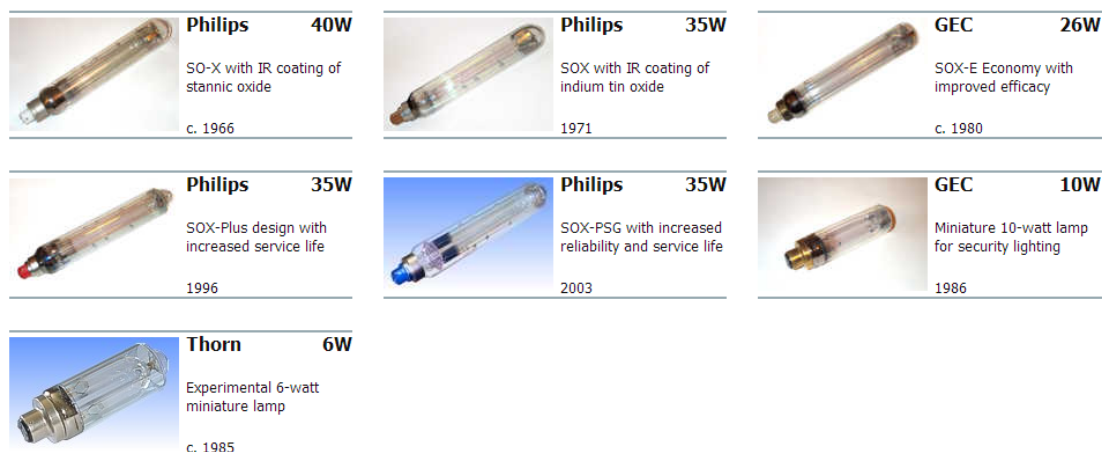 Philips 40W
SO-X with IR coating of
stannic oxide
c. 1966
Philips 35W
SOX with IR coating of
indium tin oxide
1971
GEC 26W
SOX-E Economy with
improved efficacy
c. 1980
Philips 35W
SOX-Plus design with
increased service life
1996
Philips 35W
SOX-PSG with increased
reliability and service life
2003
GEC 10W
Miniature 10-watt lamp
for security lighting
1986
Thorn 6W
Experimental 6-watt
miniature lamp
c. 1985